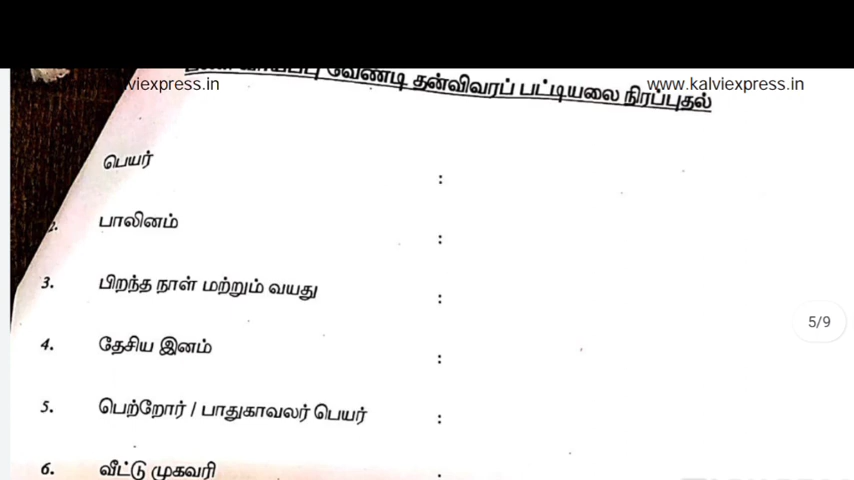 வேண்டி தன்விவரப் பட்டியலை நிரப்புதல்
viexpress.in www.kalviexpress.in
பெயர் :
2. பாலினம் :
3. பிறந்த நாள் மற்றும் வயது :
4. தேசிய இனம் :
5/9
5. பெற்றோர் / பாதுகாவலர் பெயர் :
6. வீட்டு முகவரி :